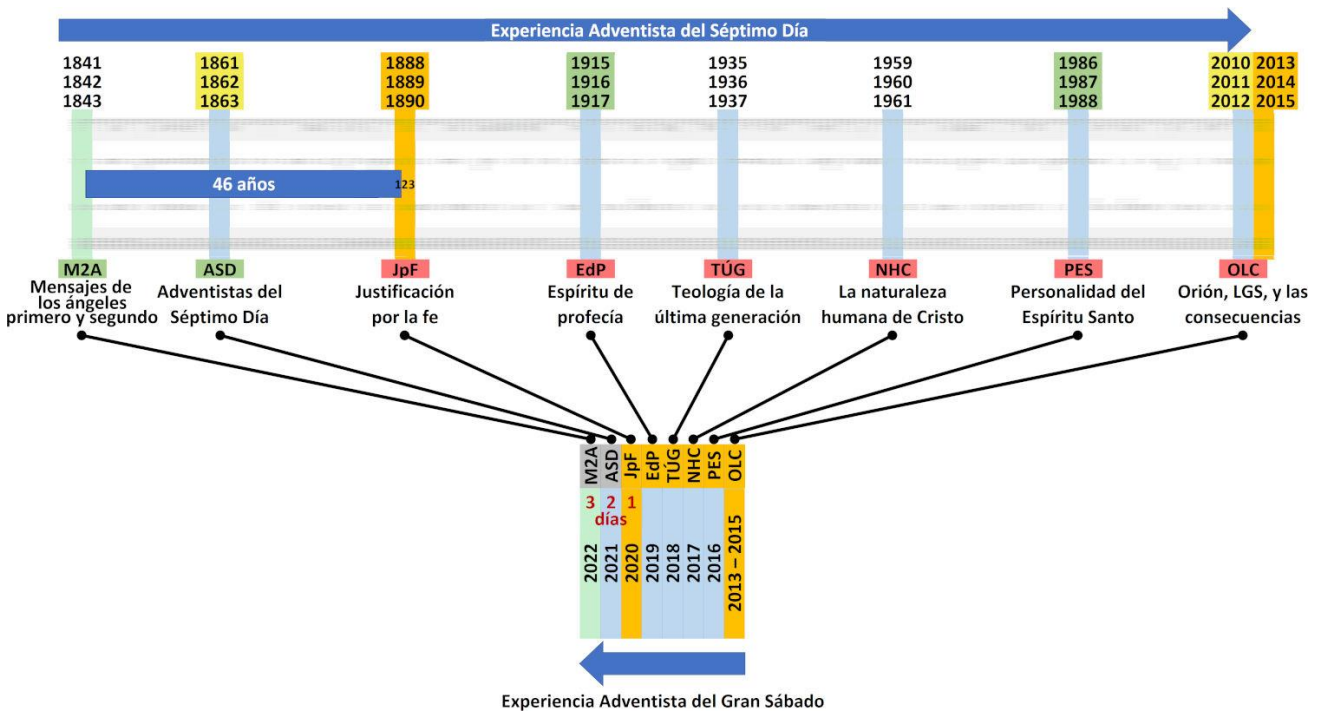 Experiencia Adventista del Séptimo Día
1841 1861 1888 1915 1935 1959 1986 2010 2013
1842 1862 1889 1916 1936 1960 1987 2011 2014
1843 1863 1890 1917 1937 1961 1988 2012 2015
46 años 123
M2A ASD JpF EdP TÚG NHC PES OLC
Mensajes de
los ángeles
primero y segundo
Adventistas del
Séptimo Día
Justificación
por la fe
Espíritu de
profecía
Teología de la
última generación
La naturaleza
humana de Cristo
Personalidad del
Espíritu Santo
Orión, LGS, y las
consecuencias
M2A ASD JpF EdP TÚG NHC PES OLC
3 2 1
días
2022 2021 2020 2019 2018 2017 2016 2013 – 2015
Experiencia Adventista del Gran Sábado